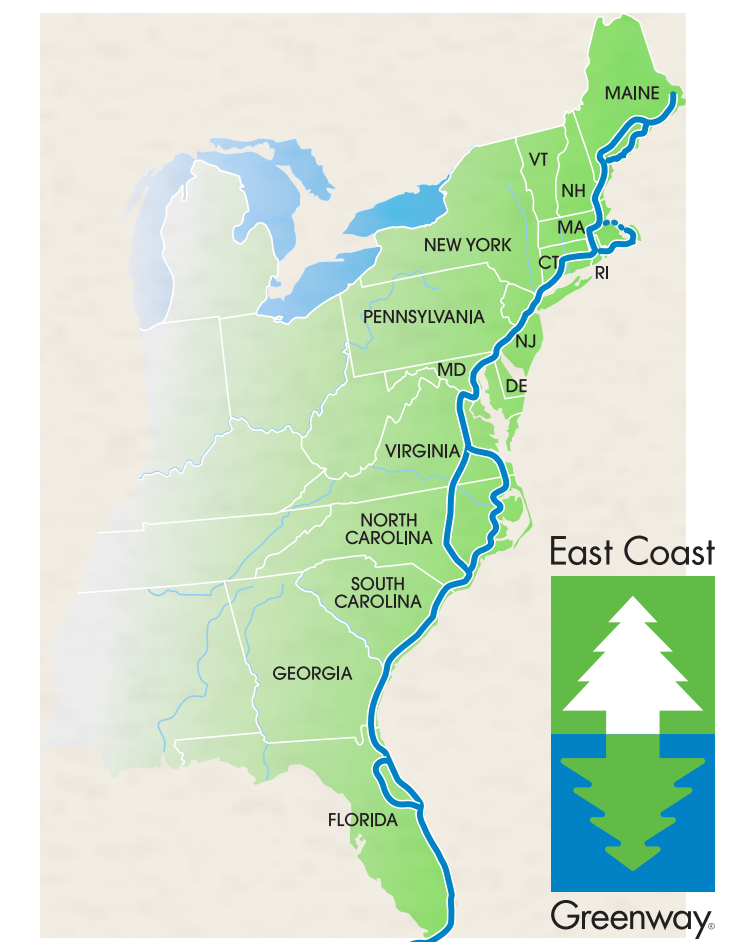 MAINE
VT
NH
MA
NEW YORK
CT
RI
PENNSYLVANIA
NJ
MD
DE
VIRGINIA
NORTH
CAROLINA
SOUTH
CAROLINA
GEORGIA
FLORIDA
East Coast
Greenway®